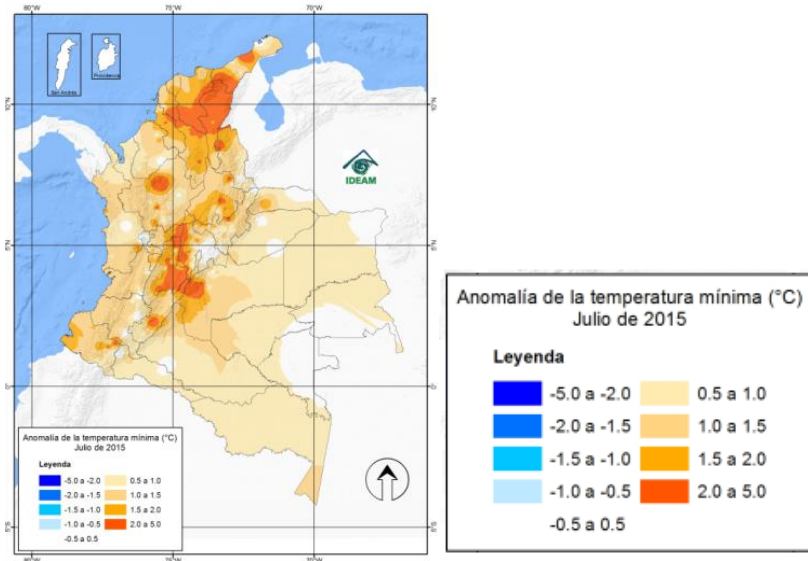 80°W 75°W 70°W
San Andrés
Providencia
10°N
IDEAM
5°N
0°
5°S
Anomalía de la temperatura mínima (°C)
Julio de 2015
Leyenda
-5.0 a -2.0 0.5 a 1.0
-2.0 a -1.5 1.0 a 1.5
-1.5 a -1.0 1.5 a 2.0
-1.0 a -0.5 2.0 a 5.0
-0.5 a 0.5
80°W 75°W 70°W
Anomalía de la temperatura mínima (°C)
Julio de 2015
Leyenda
-5.0 a -2.0 0.5 a 1.0
-2.0 a -1.5 1.0 a 1.5
-1.5 a -1.0 1.5 a 2.0
-1.0 a -0.5 2.0 a 5.0
-0.5 a 0.5